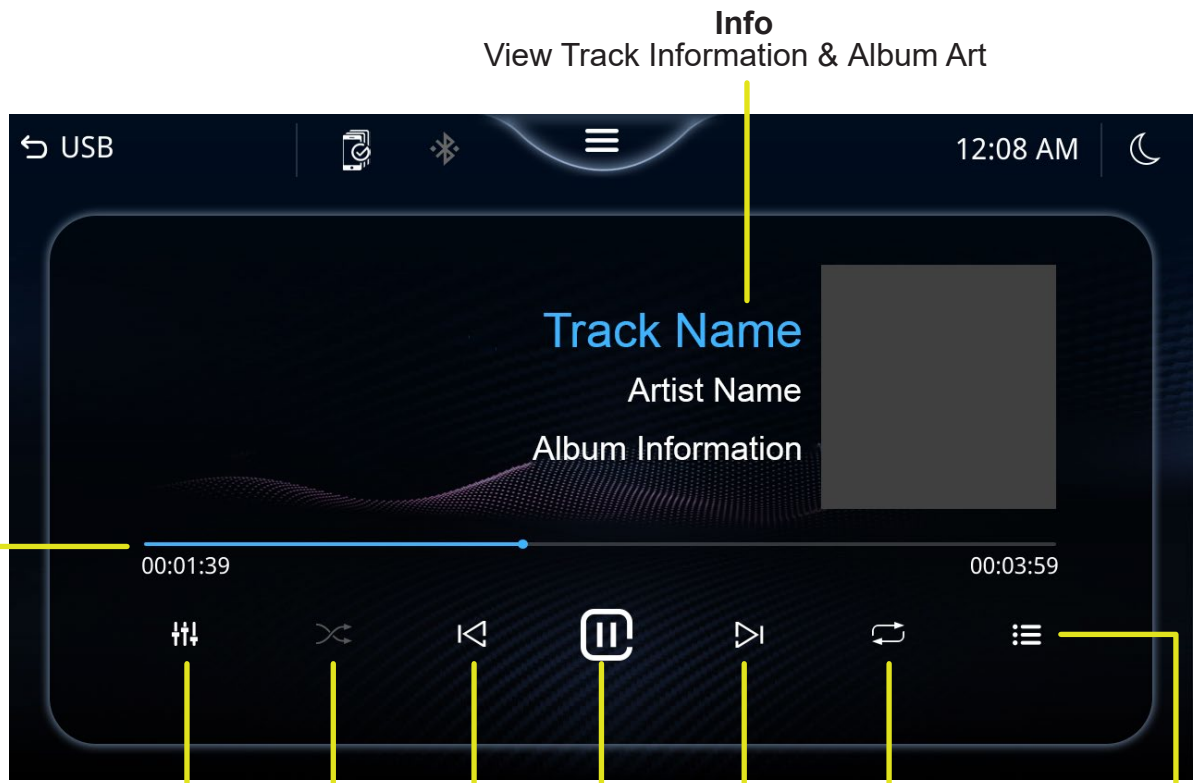 Info
View Track Information & Album Art
USB
12:08 AM
Track Name
Artist Name
Album Information
00:01:39
00:03:59